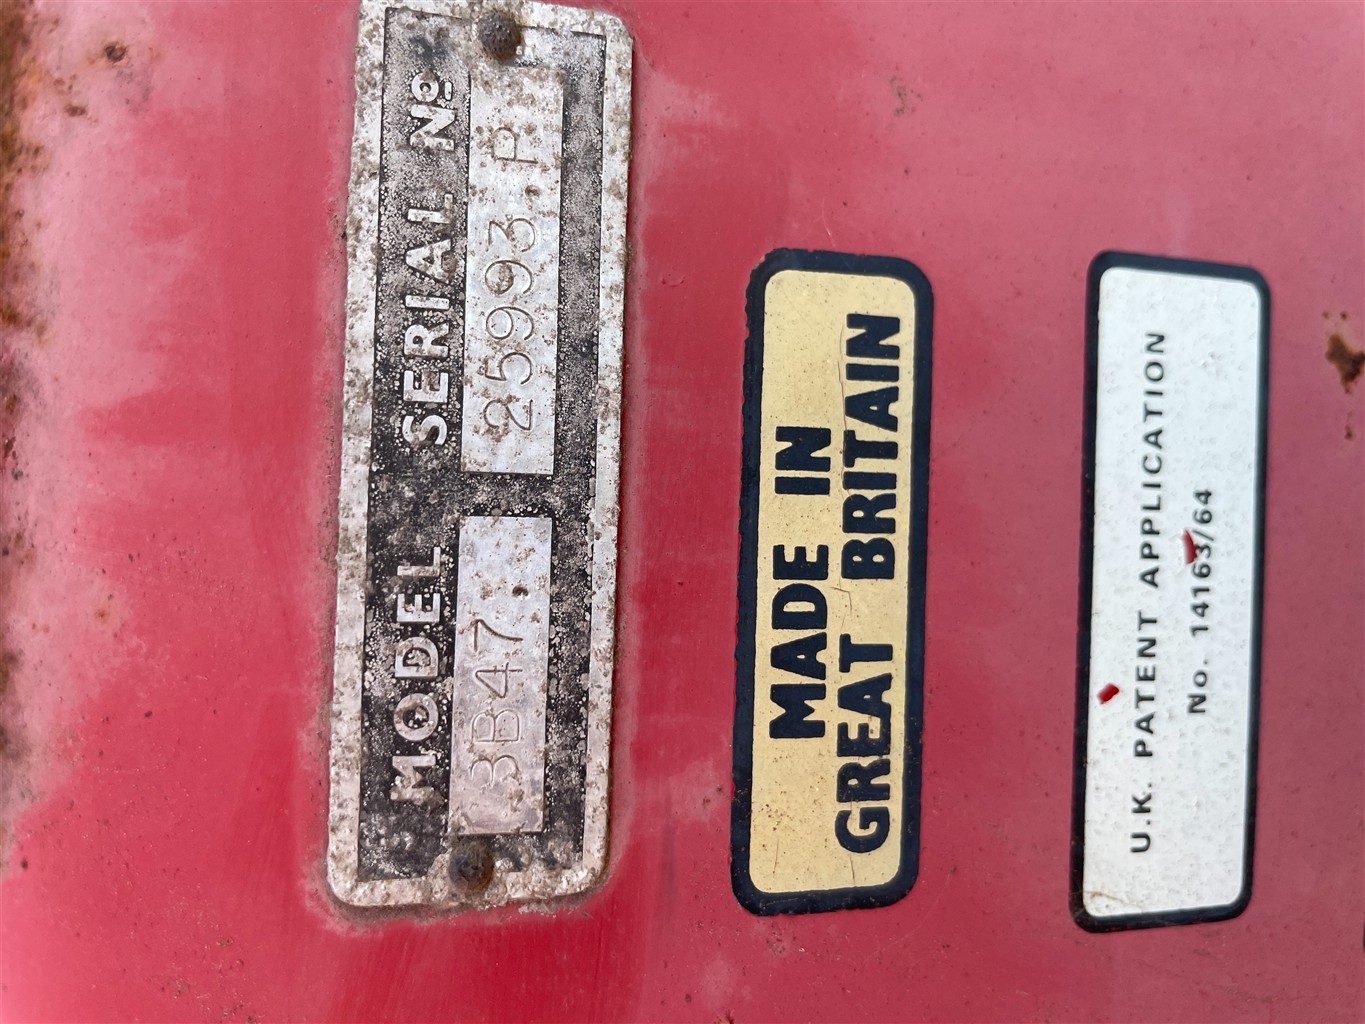 MODEL SERIAL Nº
3B47 25993.P
MADE IN
GREAT BRITAIN
U.K. PATENT APPLICATION
No. 14163/64